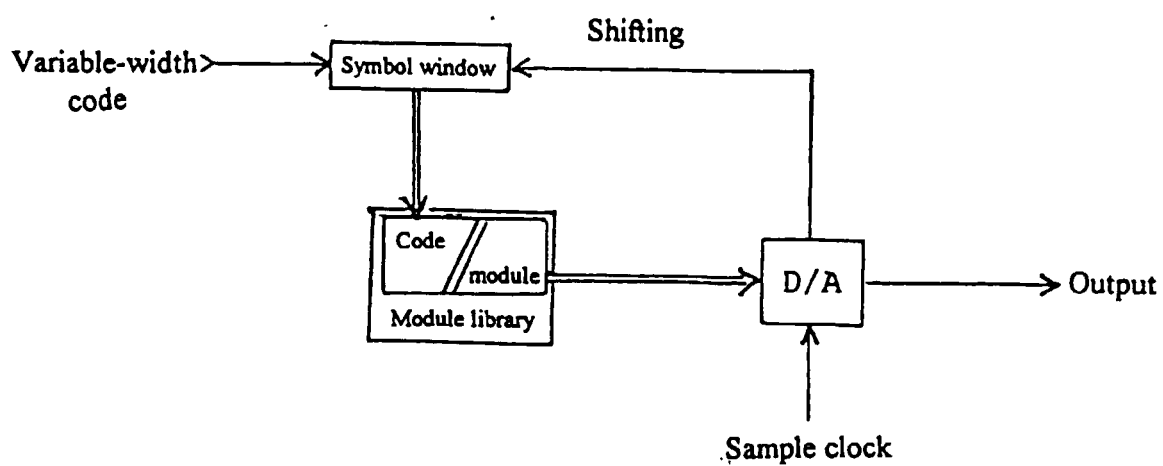 Shifting
Variable-width
code
Symbol window
Code
module
Module library
D/A
Output
Sample clock